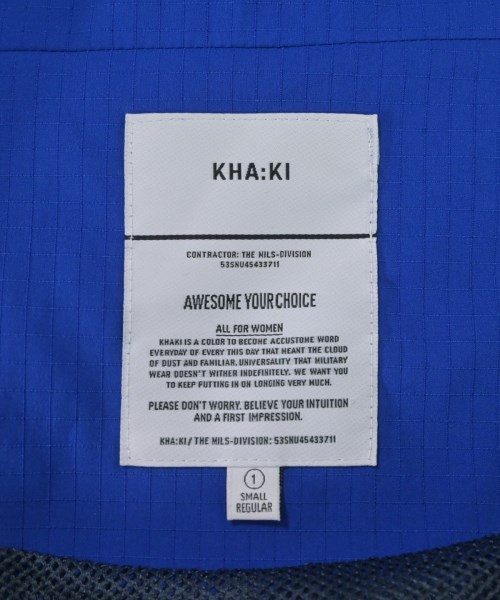 KHA:KI
CONTRACTOR: THE MILS-DIVISION
53SNU45433711
AWESOME YOUR CHOICE
ALL FOR WOMEN
KHAKI IS A COLOR TO BECOME ACCUSTOME WORD
EVERYDAY OF EVERY THIS DAY THAT MEANT THE CLOUD
OF DUST AND FAMILIAR. UNIVERSALITY THAT MILITARY
WEAR DOESN'T WITHER INDEFINITELY. WE WANT YOU
TO KEEP PUTTING IN ON LONGING VERY MUCH.
PLEASE DON'T WORRY. BELIEVE YOUR INTUITION
AND A FIRST IMPRESSION.
KHA:KI/THE MILS-DIVISION: 53SNU45433711
1
SMALL
REGULAR